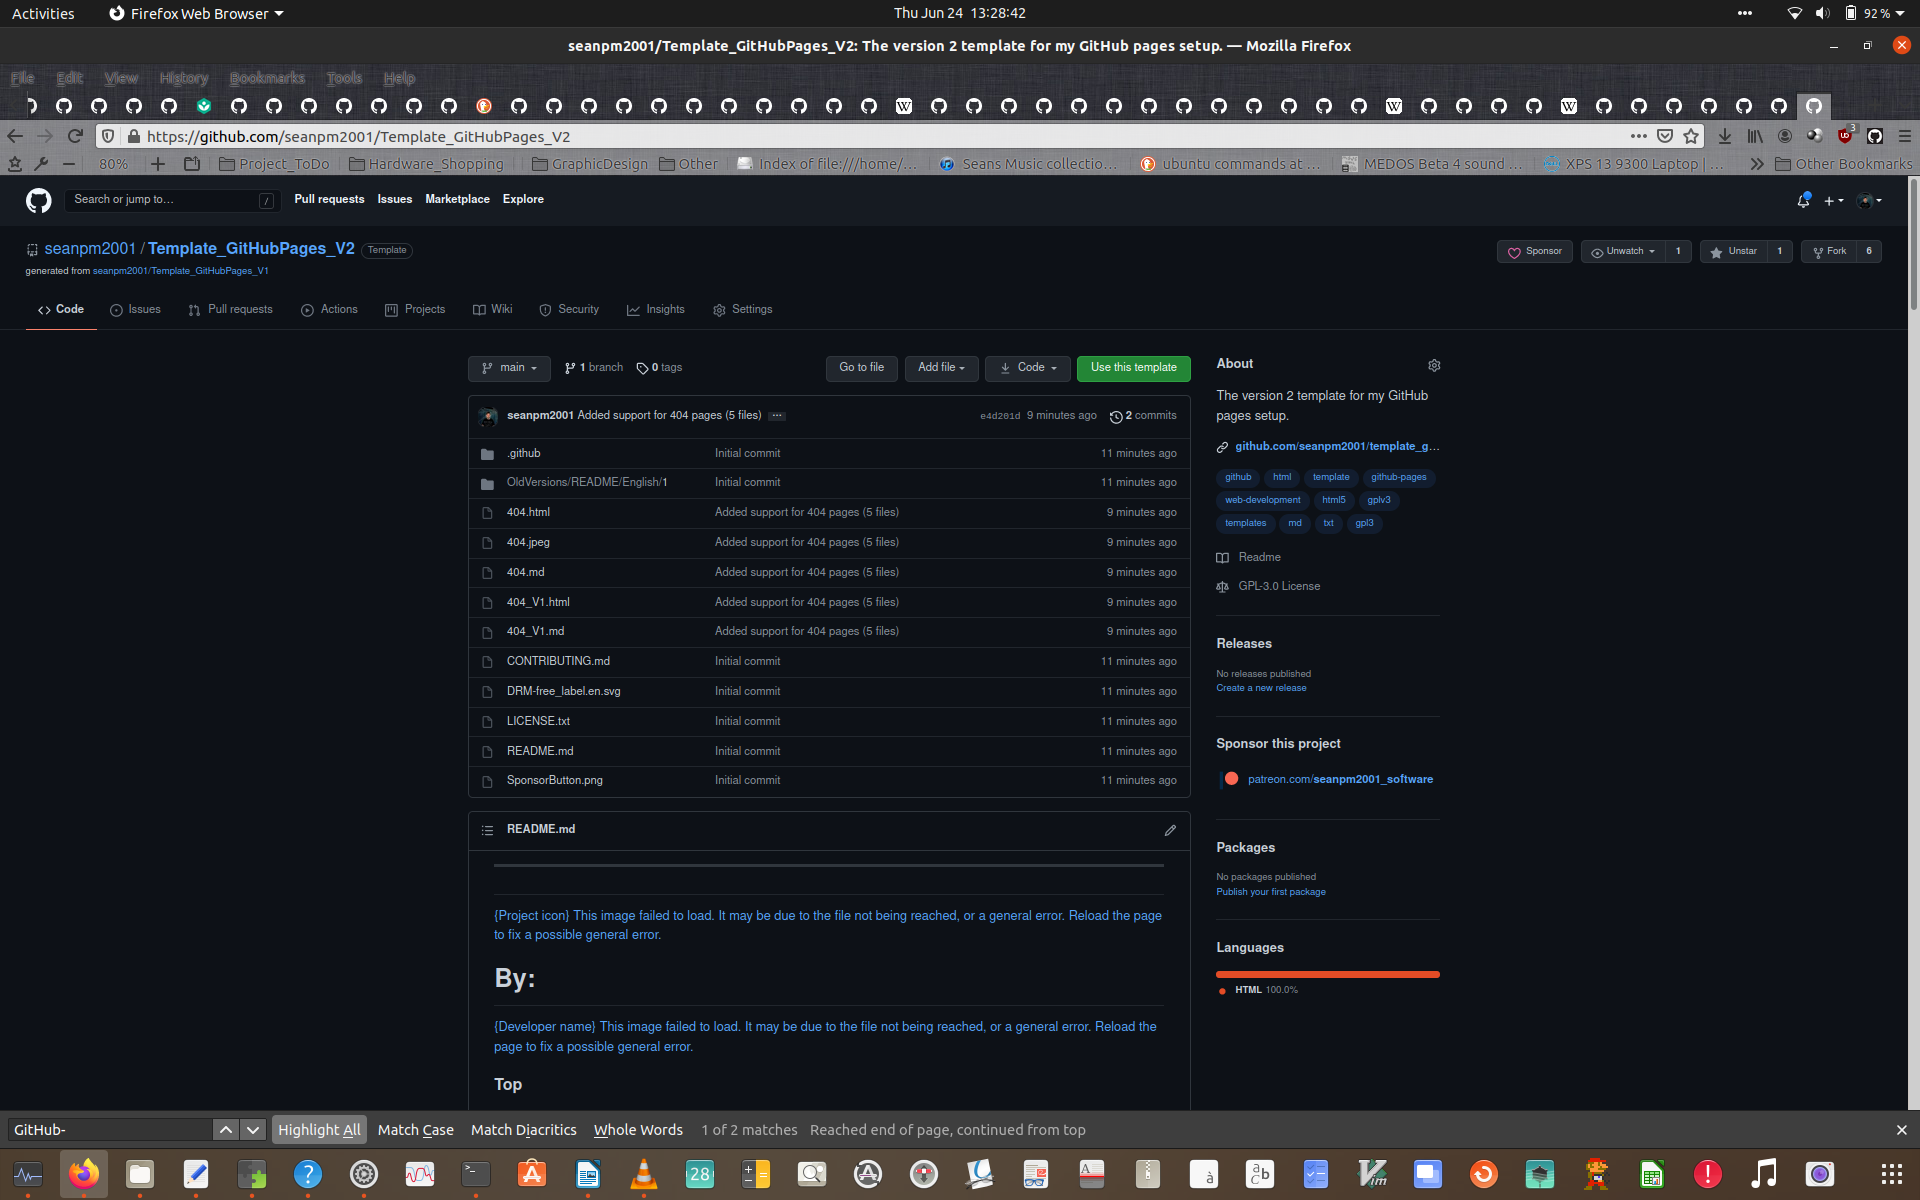 Activities
Firefox Web Browser
Thu Jun 24 13:28:42
92 %
seanpm2001/Template_GitHubPages_V2: The version 2 template for my GitHub pages setup. — Mozilla Firefox
File Edit View History Bookmarks Tools Help
https://github.com/seanpm2001/Template_GitHubPages_V2
3
80%
Project_ToDo
Hardware_Shopping
GraphicDesign
Other
Index of file:///home/...
Seans Music collectio...
ubuntu commands at ...
MEDOS Beta 4 sound ...
XPS 13 9300 Laptop | ...
Other Bookmarks
Search or jump to...
/
Pull requests Issues Marketplace Explore
seanpm2001 / Template_GitHubPages_V2
Template
generated from seanpm2001/Template_GitHubPages_V1
Sponsor
Unwatch 1
Unstar 1
Fork 6
Code
Issues
Pull requests
Actions
Projects
Wiki
Security
Insights
Settings
main
1 branch
0 tags
Go to file
Add file
Code
Use this template
seanpm2001 Added support for 404 pages (5 files) ... e4d201d 9 minutes ago 2 commits
.github Initial commit 11 minutes ago
OldVersions/README/English/1 Initial commit 11 minutes ago
404.html Added support for 404 pages (5 files) 9 minutes ago
404.jpeg Added support for 404 pages (5 files) 9 minutes ago
404.md Added support for 404 pages (5 files) 9 minutes ago
404_V1.html Added support for 404 pages (5 files) 9 minutes ago
404_V1.md Added support for 404 pages (5 files) 9 minutes ago
CONTRIBUTING.md Initial commit 11 minutes ago
DRM-free_label.en.svg Initial commit 11 minutes ago
LICENSE.txt Initial commit 11 minutes ago
README.md Initial commit 11 minutes ago
SponsorButton.png Initial commit 11 minutes ago
README.md
{Project icon} This image failed to load. It may be due to the file not being reached, or a general error. Reload the page
to fix a possible general error.
By:
{Developer name} This image failed to load. It may be due to the file not being reached, or a general error. Reload the
page to fix a possible general error.
Top
About
The version 2 template for my GitHub
pages setup.
github.com/seanpm2001/template_g...
github html template github-pages
web-development html5 gplv3
templates md txt gpl3
Readme
GPL-3.0 License
Releases
No releases published
Create a new release
Sponsor this project
patreon.com/seanpm2001_software
Packages
No packages published
Publish your first package
Languages
HTML 100.0%
GitHub-
Highlight All
Match Case
Match Diacritics
Whole Words
1 of 2 matches
Reached end of page, continued from top
28